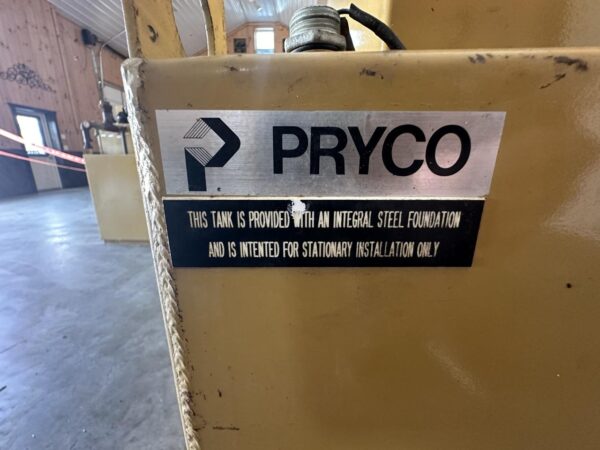 PRYCO
THIS TANK IS PROVIDED WITH AN INTEGRAL STEEL FOUNDATION
AND IS INTENTED FOR STATIONARY INSTALLATION ONLY